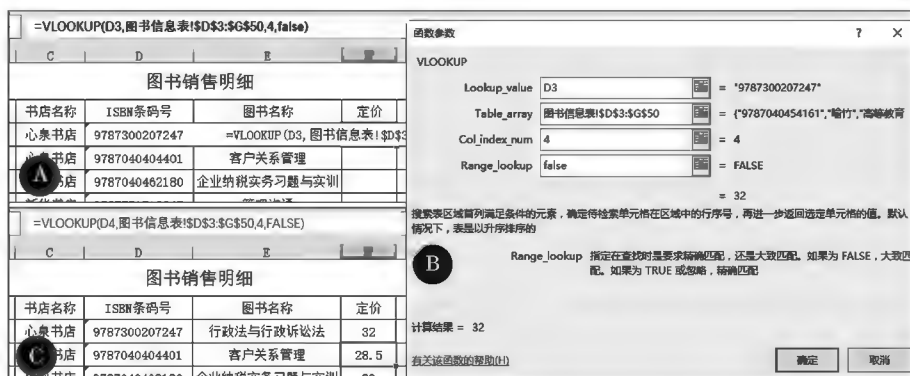 =VLOOKUP(D3,图书信息表!$D$3:$G$50,4,false)
C D E F
图书销售明细
书店名称 ISBN条码号 图书名称 定价
心泉书店 9787300207247 =VLOOKUP(D3, 图书信息表!$D$3
书店 9787040404401 客户关系管理
A 书店 9787040462180 企业纳税实务习题与实训
=VLOOKUP(D4,图书信息表!$D$3:$G$50,4,FALSE)
C D E F
图书销售明细
书店名称 ISBN条码号 图书名称 定价
心泉书店 9787300207247 行政法与行政诉讼法 32
C 书店 9787040404401 客户关系管理 28.5
函数参数 ? ×
VLOOKUP
Lookup_value D3 = "9787300207247"
Table_array 图书信息表!$D$3:$G$50 = {"9787040454161","喻竹","高等教育
Col_index_num 4 = 4
Range_lookup false = FALSE
= 32
搜索表区域首列满足条件的元素，确定待检索单元格在区域中的行序号，再进一步返回选定单元格的值。默认
情况下，表是以升序排序的
B
Range_lookup 指定在查找时是要求精确匹配，还是大致匹配。如果为 FALSE，大致匹
配。如果为 TRUE 或忽略，精确匹配
计算结果 = 32
有关该函数的帮助(H)
确定 取消